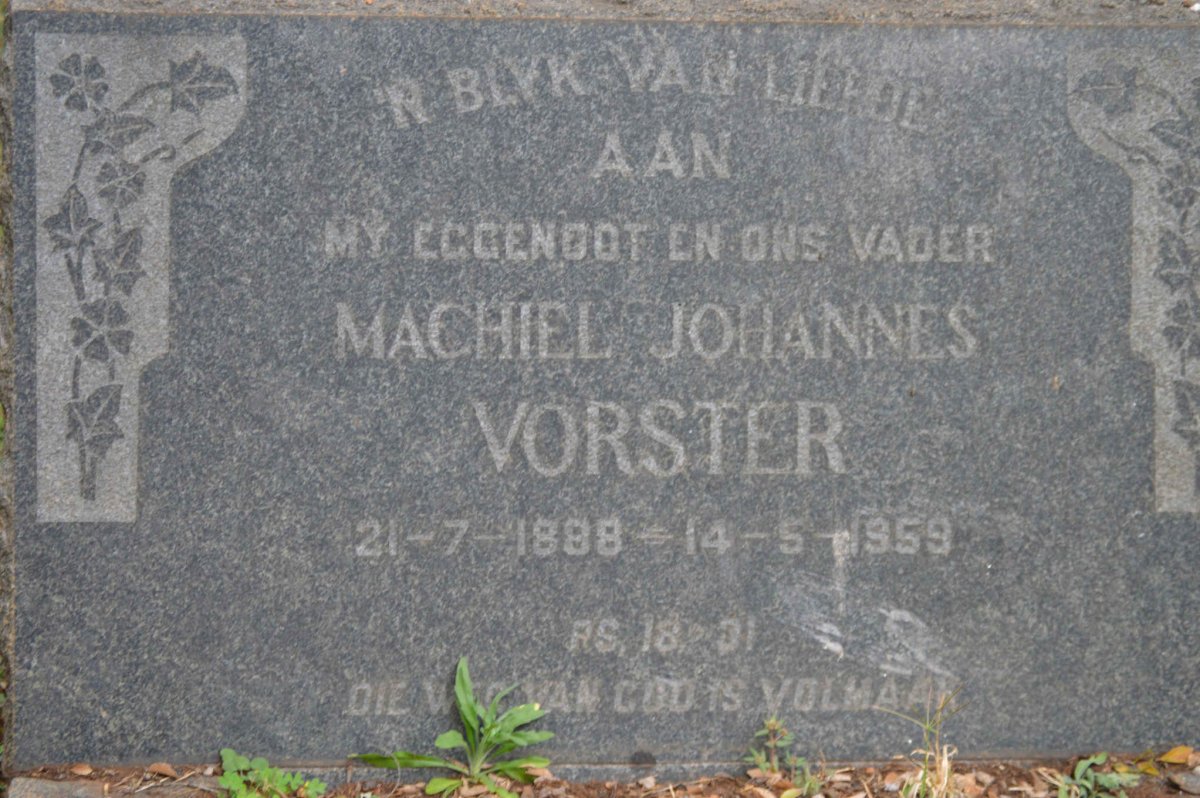 'N BLYK VAN LIEFDE
AAN
MY EGGENOOT EN ONS VADER
MACHIEL JOHANNES
VORSTER
21-7-1888-14-5-1959
PS. 18:31
DIE VAN GOD IS VOLMAAK